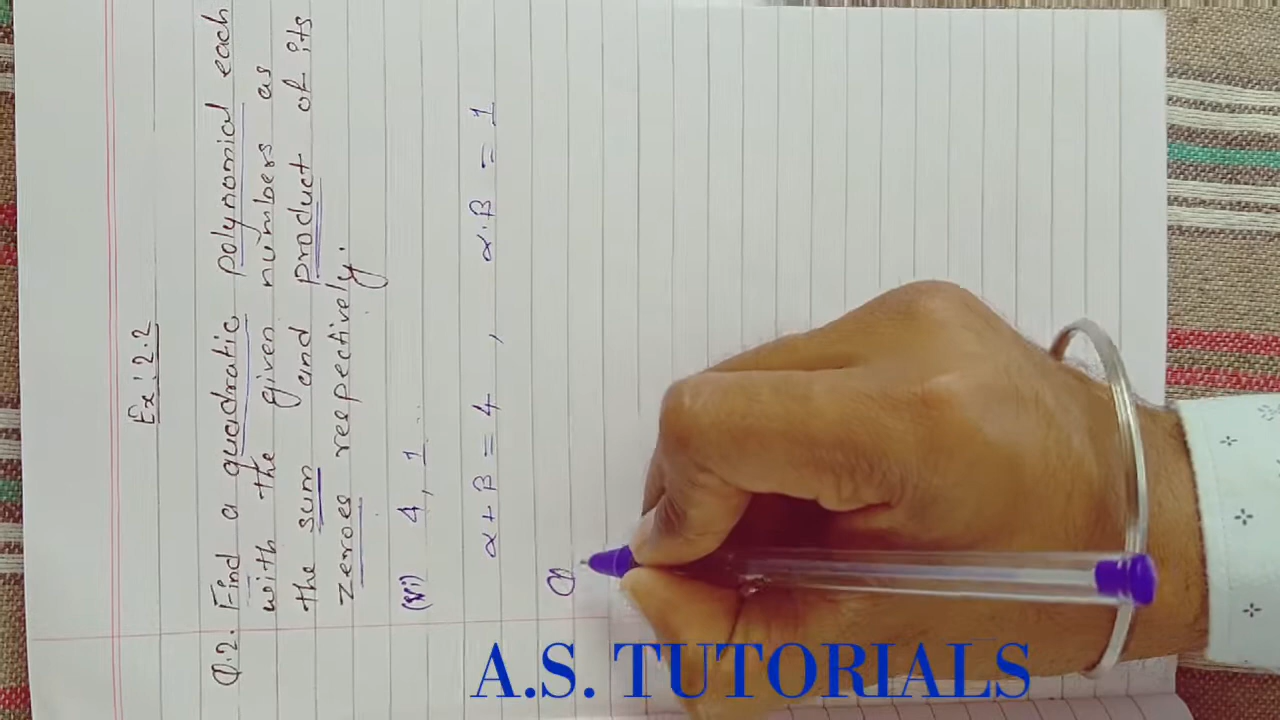 Ex: 2.2
Q.2. Find a quadratic polynomial each
with the given numbers as
the sum and product of its
zeroes respectively.
(vi) 4, 1
α + β = 4 , α.β = 1
A.S. TUTORIALS